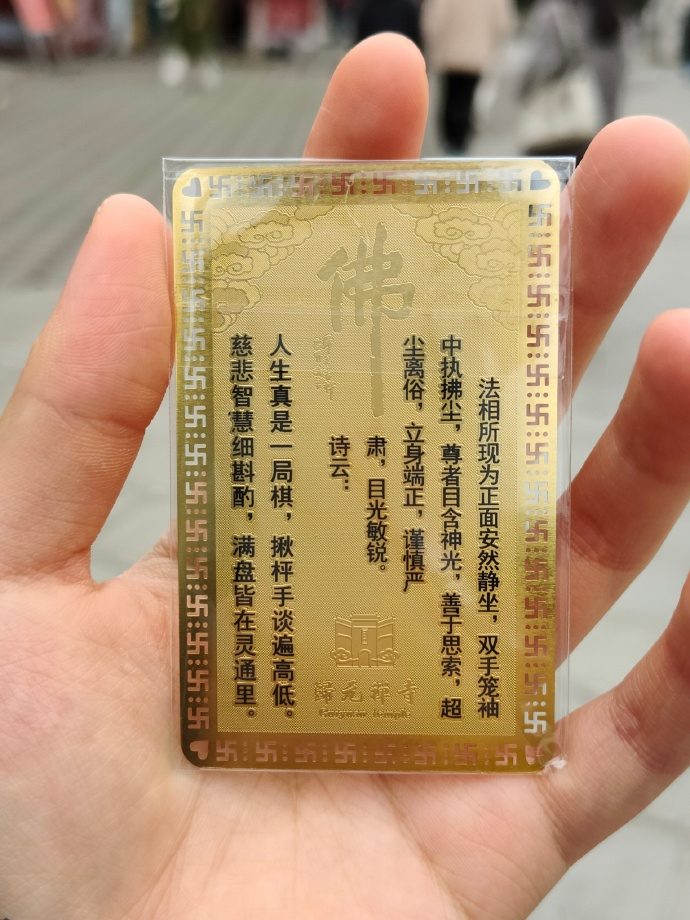 佛
法相所现为正面安然静坐，双手笼袖
中执拂尘，尊者目含神光，善于思索，超
尘离俗，立身端正，谨慎严
肃，目光敏锐。
诗云：
人生真是一局棋，揪枰手谈遍高低。
慈悲智慧细斟酌，满盘皆在灵通里。
歸元禅寺
Guiyuan Temple